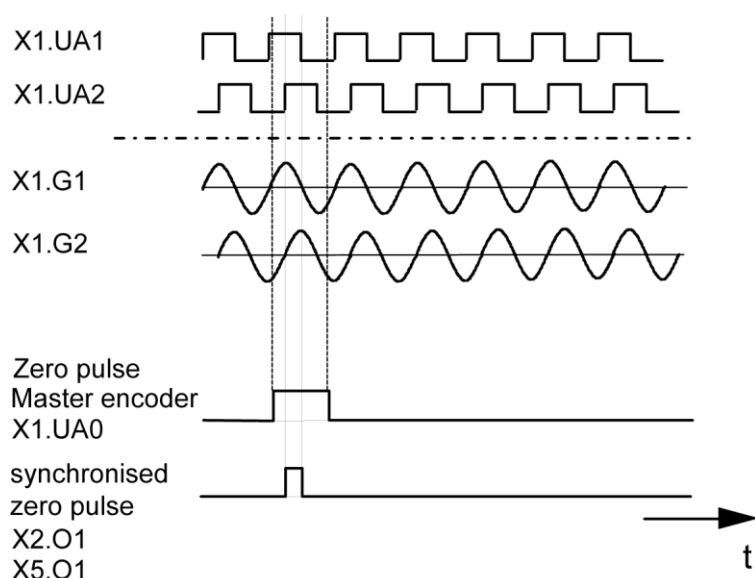 X1.UA1
X1.UA2
X1.G1
X1.G2
Zero pulse
Master encoder
X1.UA0
synchronised
zero pulse
X2.O1
X5.O1
t